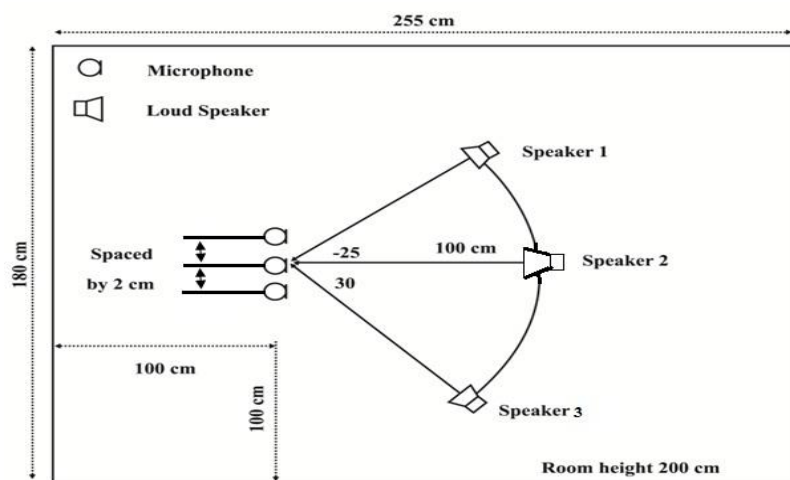 255 cm
Microphone
Loud Speaker
Speaker 1
-25
100 cm
Speaker 2
Spaced
by 2 cm
30
180 cm
100 cm
100 cm
Speaker 3
Room height 200 cm